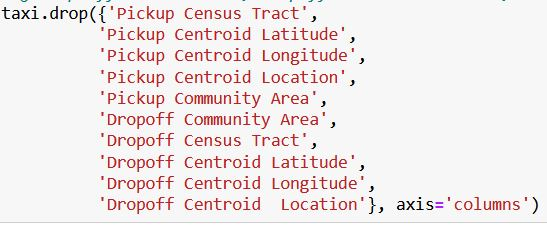 taxi.drop({'Pickup Census Tract',
'Pickup Centroid Latitude',
'Pickup Centroid Longitude',
'Pickup Centroid Location',
'Pickup Community Area',
'Dropoff Community Area',
'Dropoff Census Tract',
'Dropoff Centroid Latitude',
'Dropoff Centroid Longitude',
'Dropoff Centroid  Location'}, axis='columns')